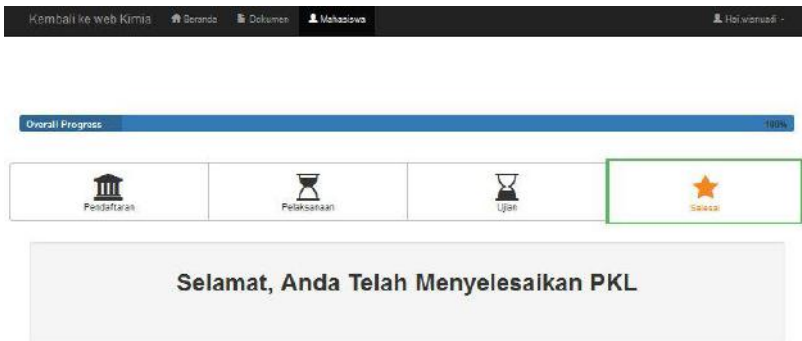 Kembali ke web Kimia Beranda Dokumen Mahasiswa Hai,wisnuadi
Overall Progress 100%
Pendaftaran Pelaksanaan Ujian Selesai
Selamat, Anda Telah Menyelesaikan PKL